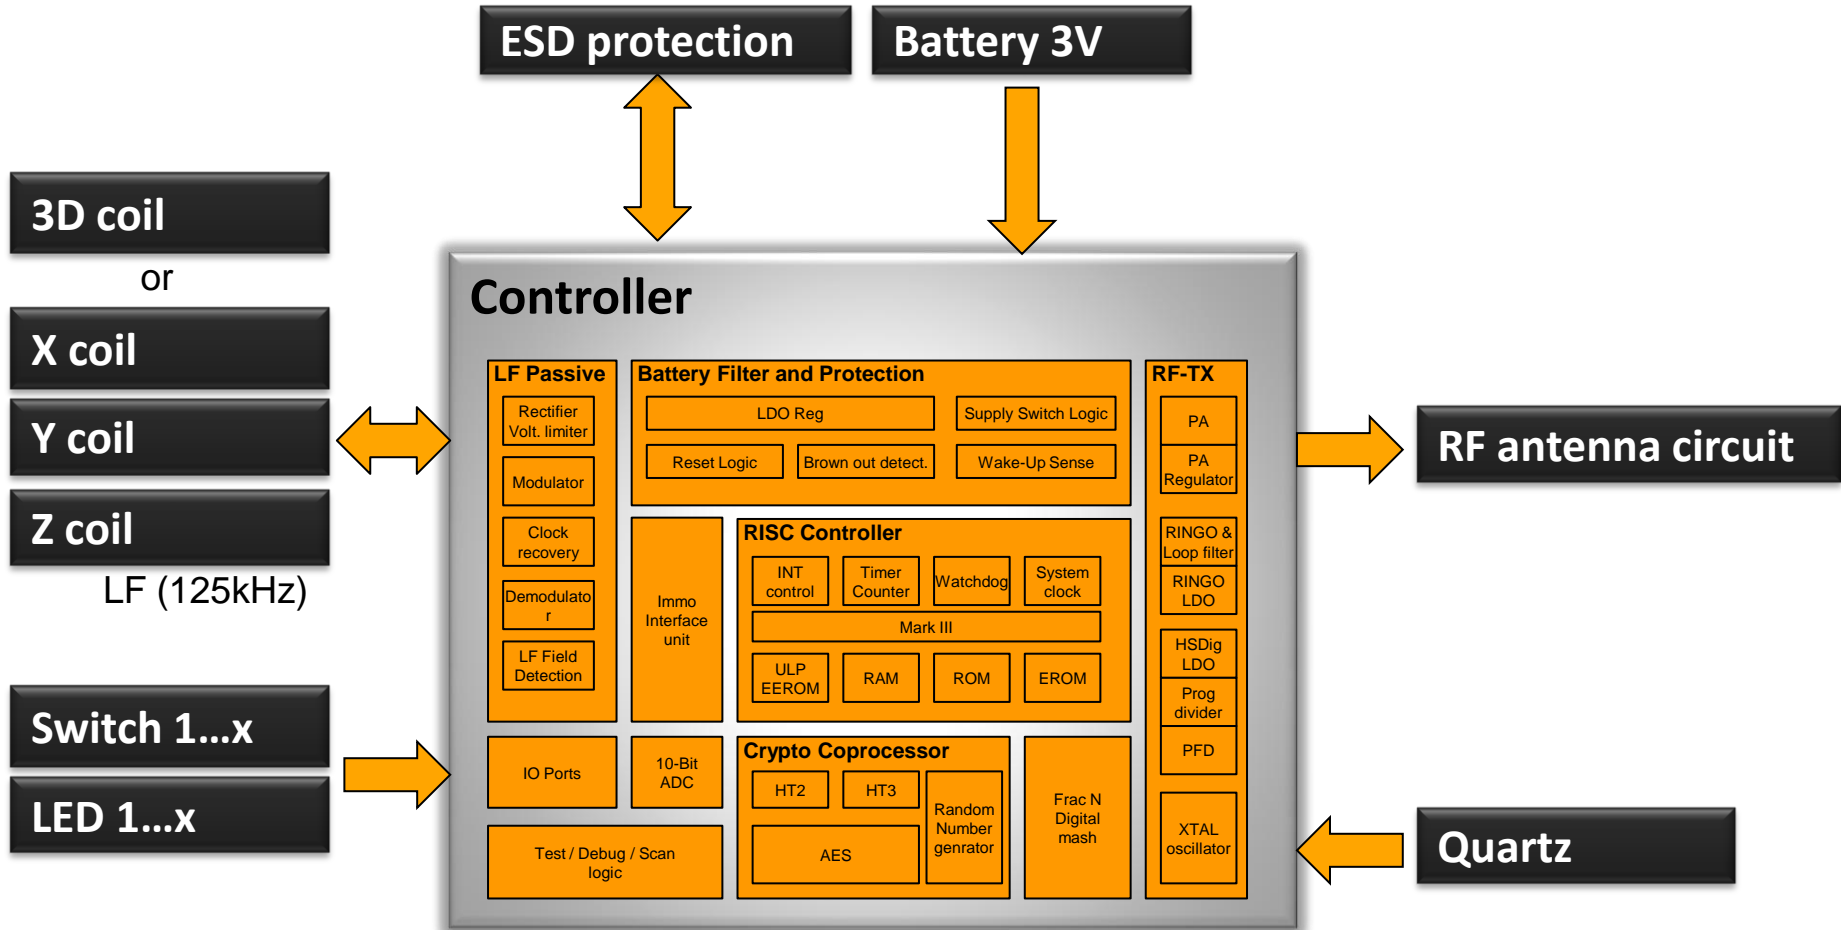 ESD protection
Battery 3V
3D coil
or
X coil
Y coil
Z coil
LF (125kHz)
Switch 1...x
LED 1...x
Controller
LF Passive
Rectifier
Volt. limiter
Modulator
Clock
recovery
Demodulato
r
LF Field
Detection
Battery Filter and Protection
LDO Reg
Supply Switch Logic
Reset Logic
Brown out detect.
Wake-Up Sense
Immo
Interface
unit
RISC Controller
INT
control
Timer
Counter
Watchdog
System
clock
Mark III
ULP
EEROM
RAM
ROM
EROM
IO Ports
10-Bit
ADC
Test / Debug / Scan
logic
Crypto Coprocessor
HT2
HT3
AES
Random
Number
genrator
Frac N
Digital
mash
RF-TX
PA
PA
Regulator
RINGO &
Loop filter
RINGO
LDO
HSDig
LDO
Prog
divider
PFD
XTAL
oscillator
RF antenna circuit
Quartz